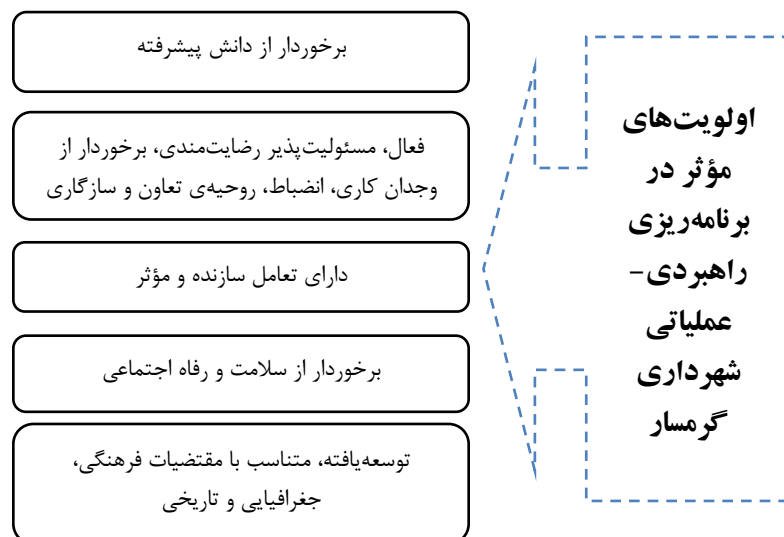 اولویت‌های
مؤثر در
برنامه‌ریزی
راهبردی-
عملیاتی
شهرداری
گرمسار
برخوردار از دانش پیشرفته
فعال، مسئولیت‌پذیر رضایت‌مندی، برخوردار از
وجدان کاری، انضباط، روحیه‌ی تعاون و سازگاری
دارای تعامل سازنده و مؤثر
برخوردار از سلامت و رفاه اجتماعی
توسعه‌یافته، متناسب با مقتضیات فرهنگی،
جغرافیایی و تاریخی